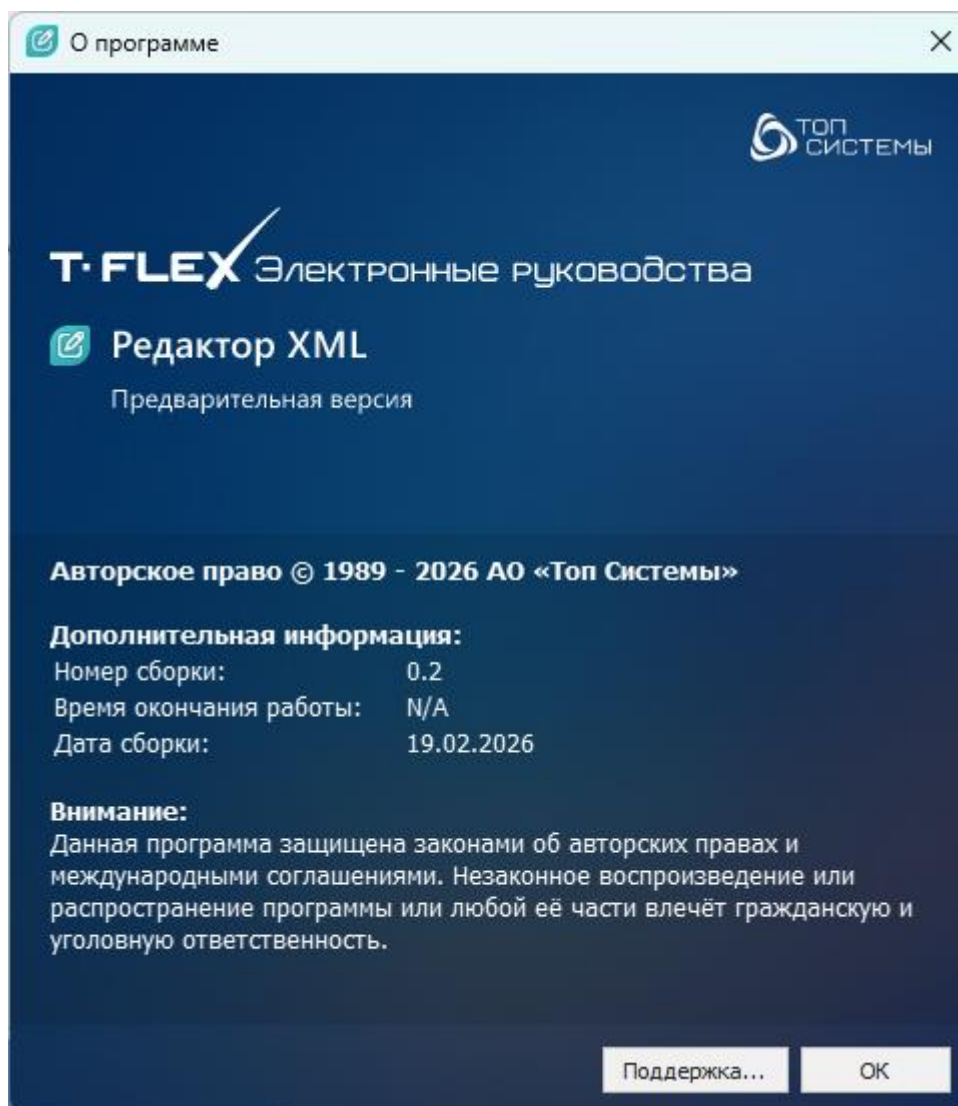 О программе
ТОП
СИСТЕМЫ
T·FLEX Электронные руководства
Редактор XML
Предварительная версия
Авторское право © 1989 - 2026 АО «Топ Системы»
Дополнительная информация:
Номер сборки: 0.2
Время окончания работы: N/A
Дата сборки: 19.02.2026
Внимание:
Данная программа защищена законами об авторских правах и
международными соглашениями. Незаконное воспроизведение или
распространение программы или любой её части влечёт гражданскую и
уголовную ответственность.
Поддержка... OK